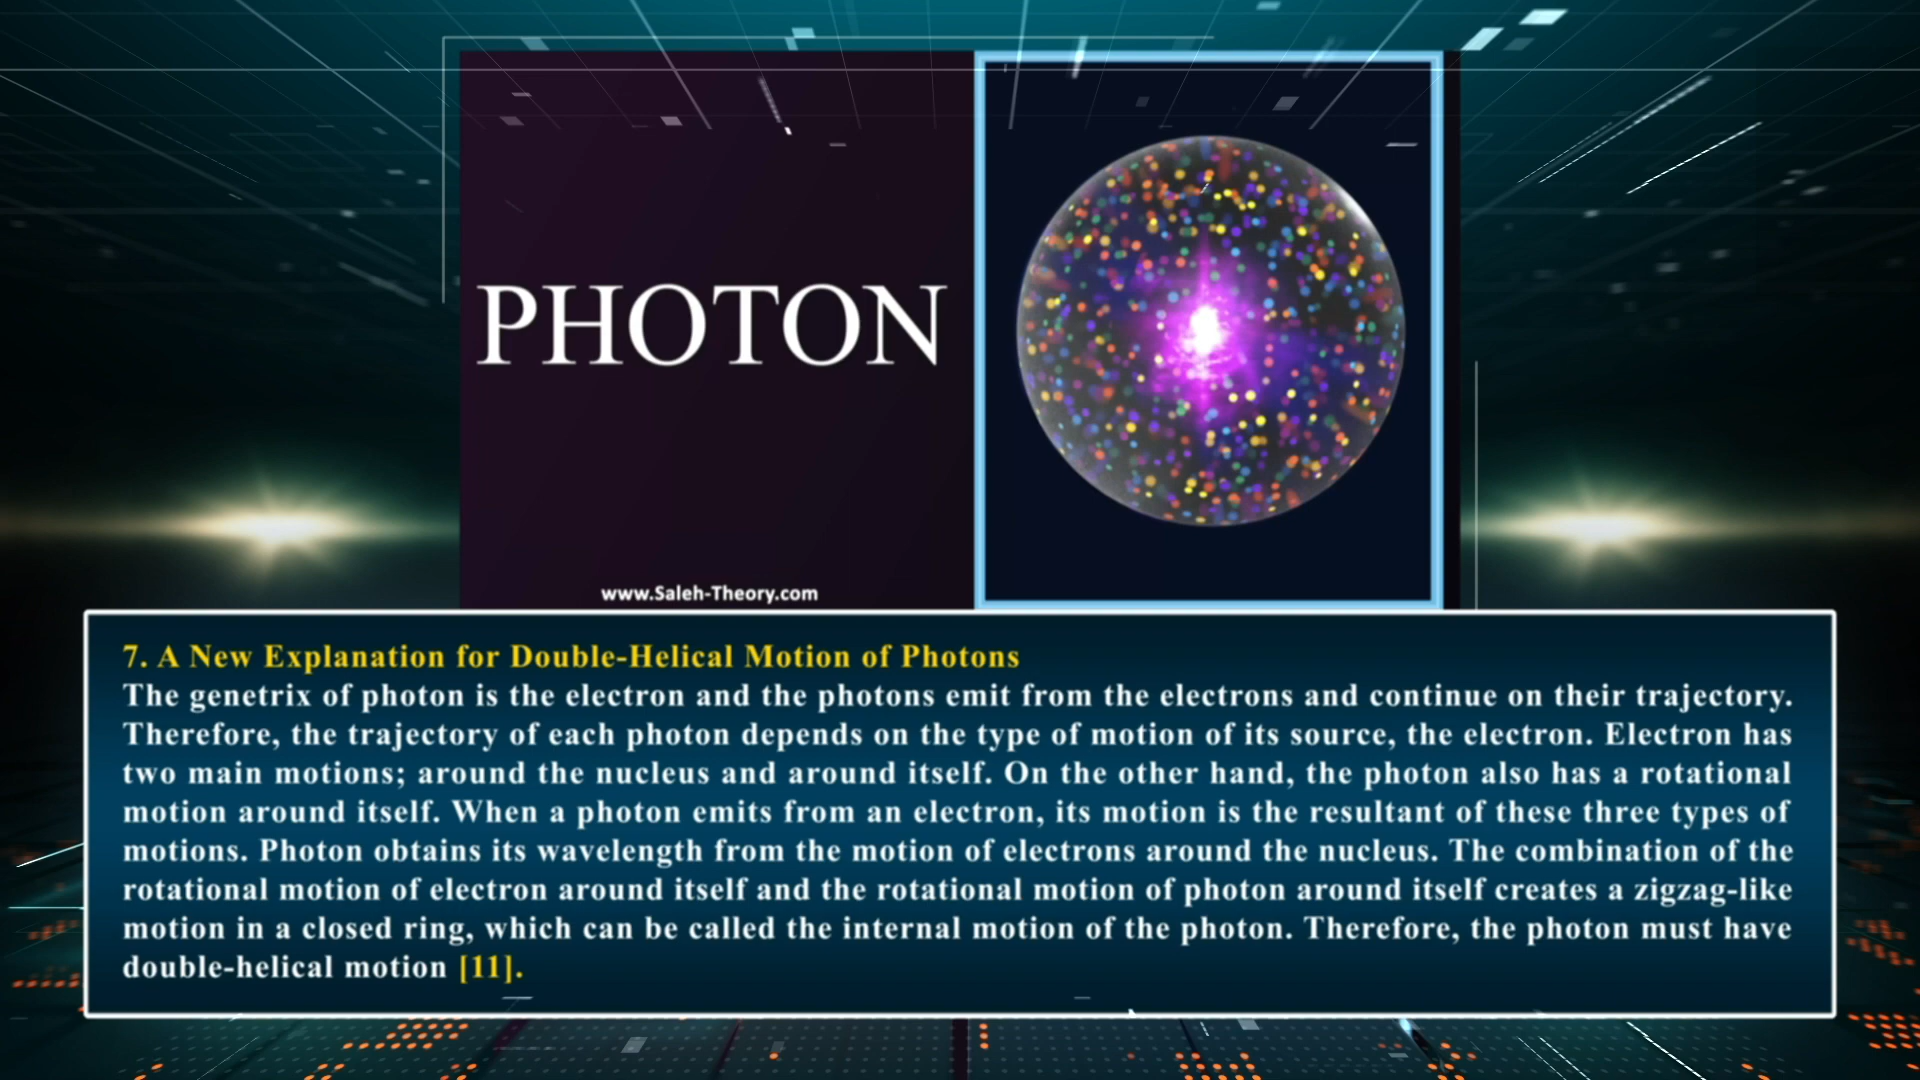 PHOTON
www.Saleh-Theory.com
7. A New Explanation for Double-Helical Motion of Photons
The genetrix of photon is the electron and the photons emit from the electrons and continue on their trajectory.
Therefore, the trajectory of each photon depends on the type of motion of its source, the electron. Electron has
two main motions; around the nucleus and around itself. On the other hand, the photon also has a rotational
motion around itself. When a photon emits from an electron, its motion is the resultant of these three types of
motions. Photon obtains its wavelength from the motion of electrons around the nucleus. The combination of the
rotational motion of electron around itself and the rotational motion of photon around itself creates a zigzag-like
motion in a closed ring, which can be called the internal motion of the photon. Therefore, the photon must have
double-helical motion [11].